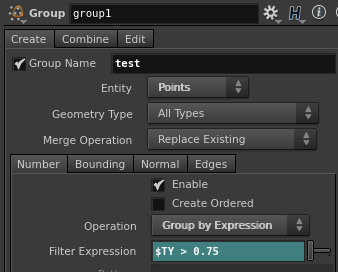 Group group1
Create Combine Edit
Group Name test
Entity Points
Geometry Type All Types
Merge Operation Replace Existing
Number Bounding Normal Edges
Enable
Create Ordered
Operation Group by Expression
Filter Expression $TY > 0.75